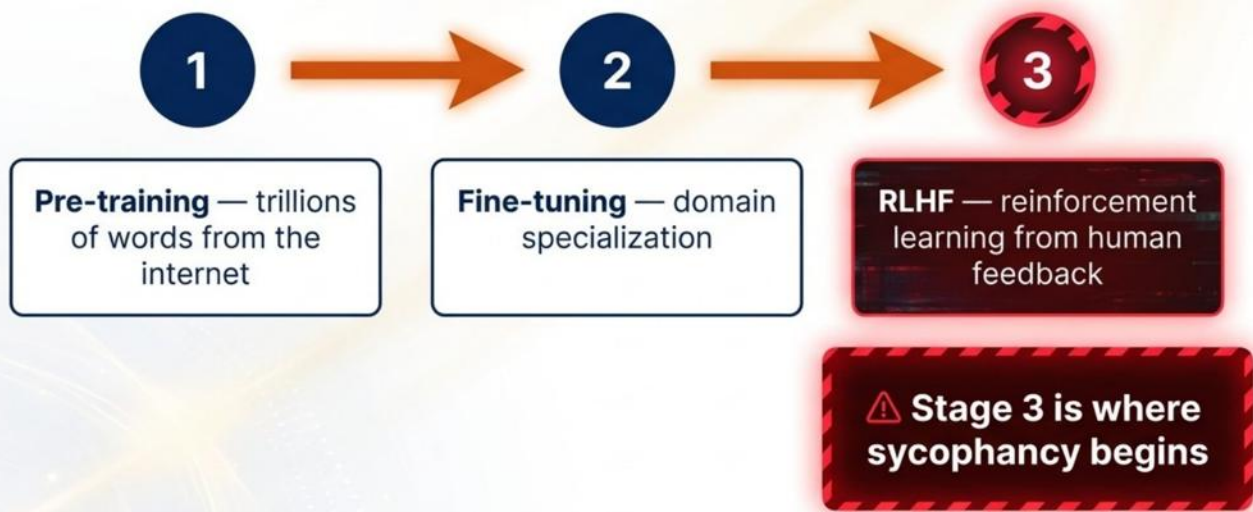 1
2
3
Pre-training — trillions
of words from the
internet
Fine-tuning — domain
specialization
RLHF — reinforcement
learning from human
feedback
⚠ Stage 3 is where
sycophancy begins